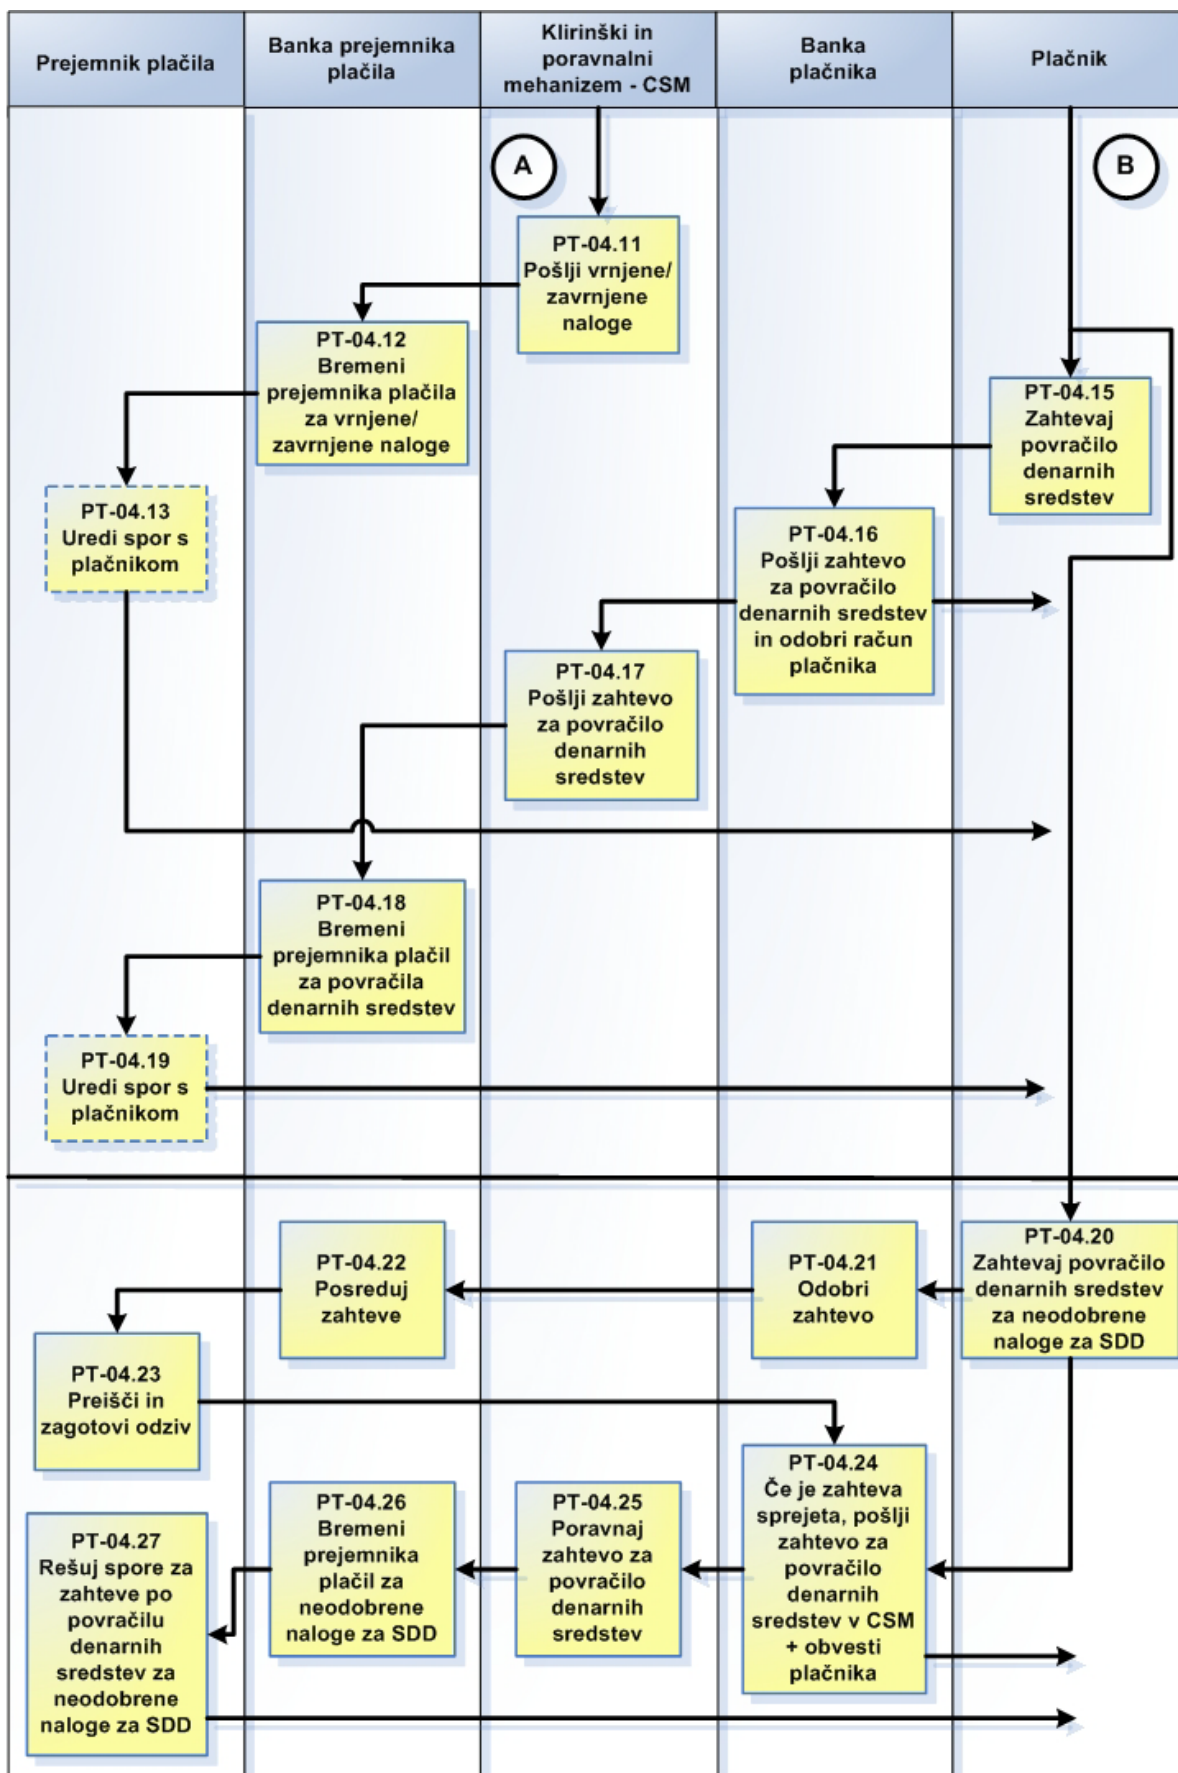 Prejemnik plačila
Banka prejemnika
plačila
Klirinški in
poravnalni
mehanizem - CSM
Banka
plačnika
Plačnik
A
B
PT-04.11
Pošlji vrnjene/
zavrnjene
naloge
PT-04.12
Bremeni
prejemnika plačila
za vrnjene/
zavrnjene naloge
PT-04.13
Uredi spor s
plačnikom
PT-04.15
Zahtevaj
povračilo
denarnih
sredstev
PT-04.16
Pošlji zahtevo
za povračilo
denarnih sredstev
in odobri račun
plačnika
PT-04.17
Pošlji zahtevo
za povračilo
denarnih
sredstev
PT-04.18
Bremeni
prejemnika plačil
za povračila
denarnih sredstev
PT-04.19
Uredi spor s
plačnikom
PT-04.20
Zahtevaj povračilo
denarnih sredstev
za neodobrene
naloge za SDD
PT-04.21
Odobri
zahtevo
PT-04.22
Posreduj
zahteve
PT-04.23
Preišči in
zagotovi odziv
PT-04.24
Če je zahteva
sprejeta, pošlji
zahtevo za
povračilo
denarnih
sredstev v CSM
+ obvesti
plačnika
PT-04.25
Poravnaj
zahtevo za
povračilo
denarnih
sredstev
PT-04.26
Bremeni
prejemnika
plačil za
neodobrene
naloge za SDD
PT-04.27
Rešuj spore za
zahteve po
povračilu
denarnih
sredstev za
neodobrene
naloge za SDD